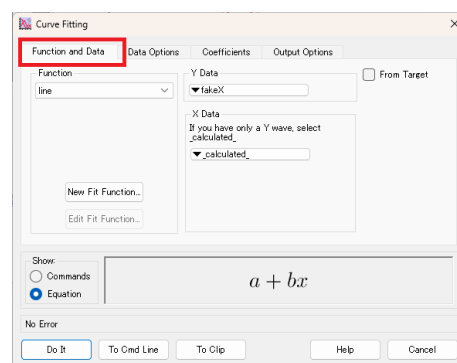 Curve Fitting
Function and Data Data Options Coefficients Output Options
Function
line
New Fit Function...
Edit Fit Function...
Y Data
fakeX
From Target
X Data
If you have only a Y wave, select
_calculated_
_calculated_
Show:
Commands
Equation
a + bx
No Error
Do It To Cmd Line To Clip Help Cancel